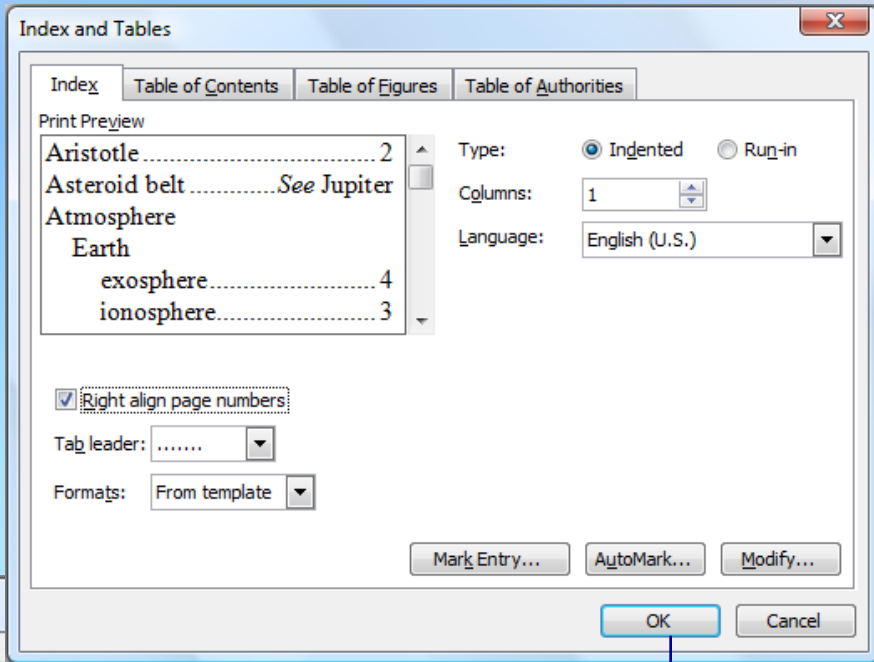 Index and Tables
Index Table of Contents Table of Figures Table of Authorities
Print Preview
Aristotle ........................................ 2
Asteroid belt ..............See Jupiter
Atmosphere
Earth
exosphere............................ 4
ionosphere........................... 3
Type: Indented Run-in
Columns: 1
Language: English (U.S.)
Right align page numbers
Tab leader: .......
Formats: From template
Mark Entry... AutoMark... Modify...
OK Cancel